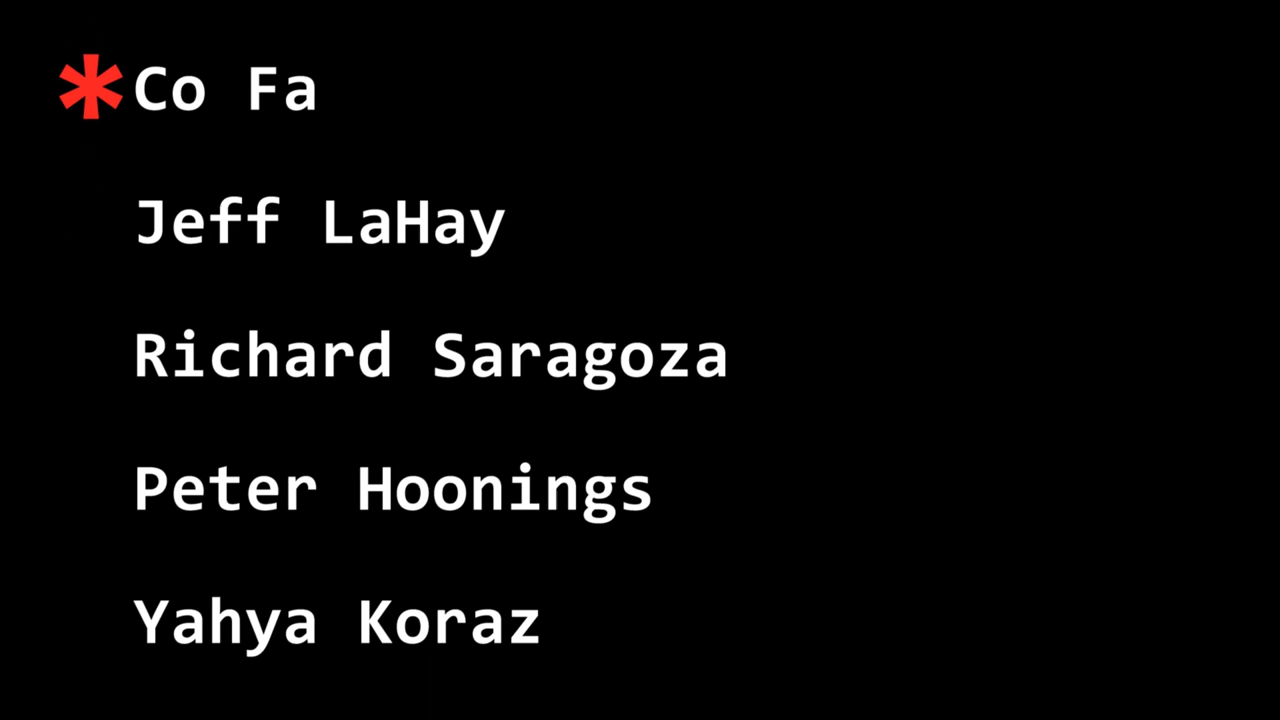 *Co Fa
Jeff LaHay
Richard Saragoza
Peter Hoonings
Yahya Koraz